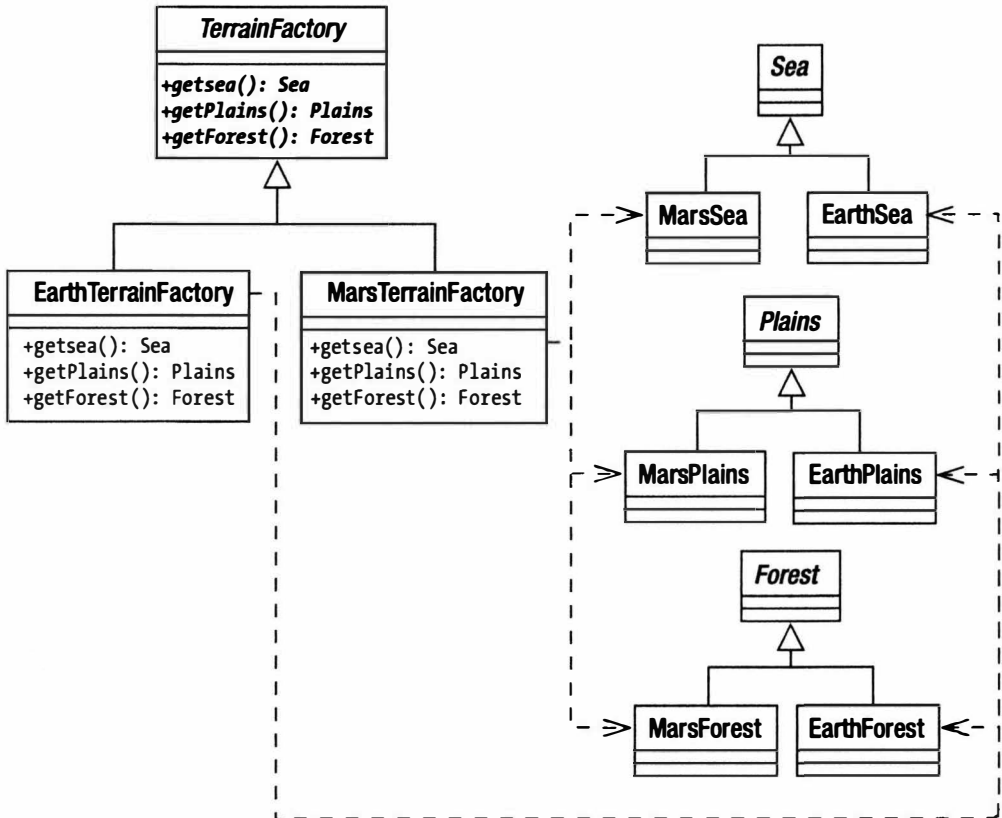 TerrainFactory
+getsea(): Sea
+getPlains(): Plains
+getForest(): Forest
EarthTerrainFactory
+getsea(): Sea
+getPlains(): Plains
+getForest(): Forest
MarsTerrainFactory
+getsea(): Sea
+getPlains(): Plains
+getForest(): Forest
Sea
MarsSea
EarthSea
Plains
MarsPlains
EarthPlains
Forest
MarsForest
EarthForest